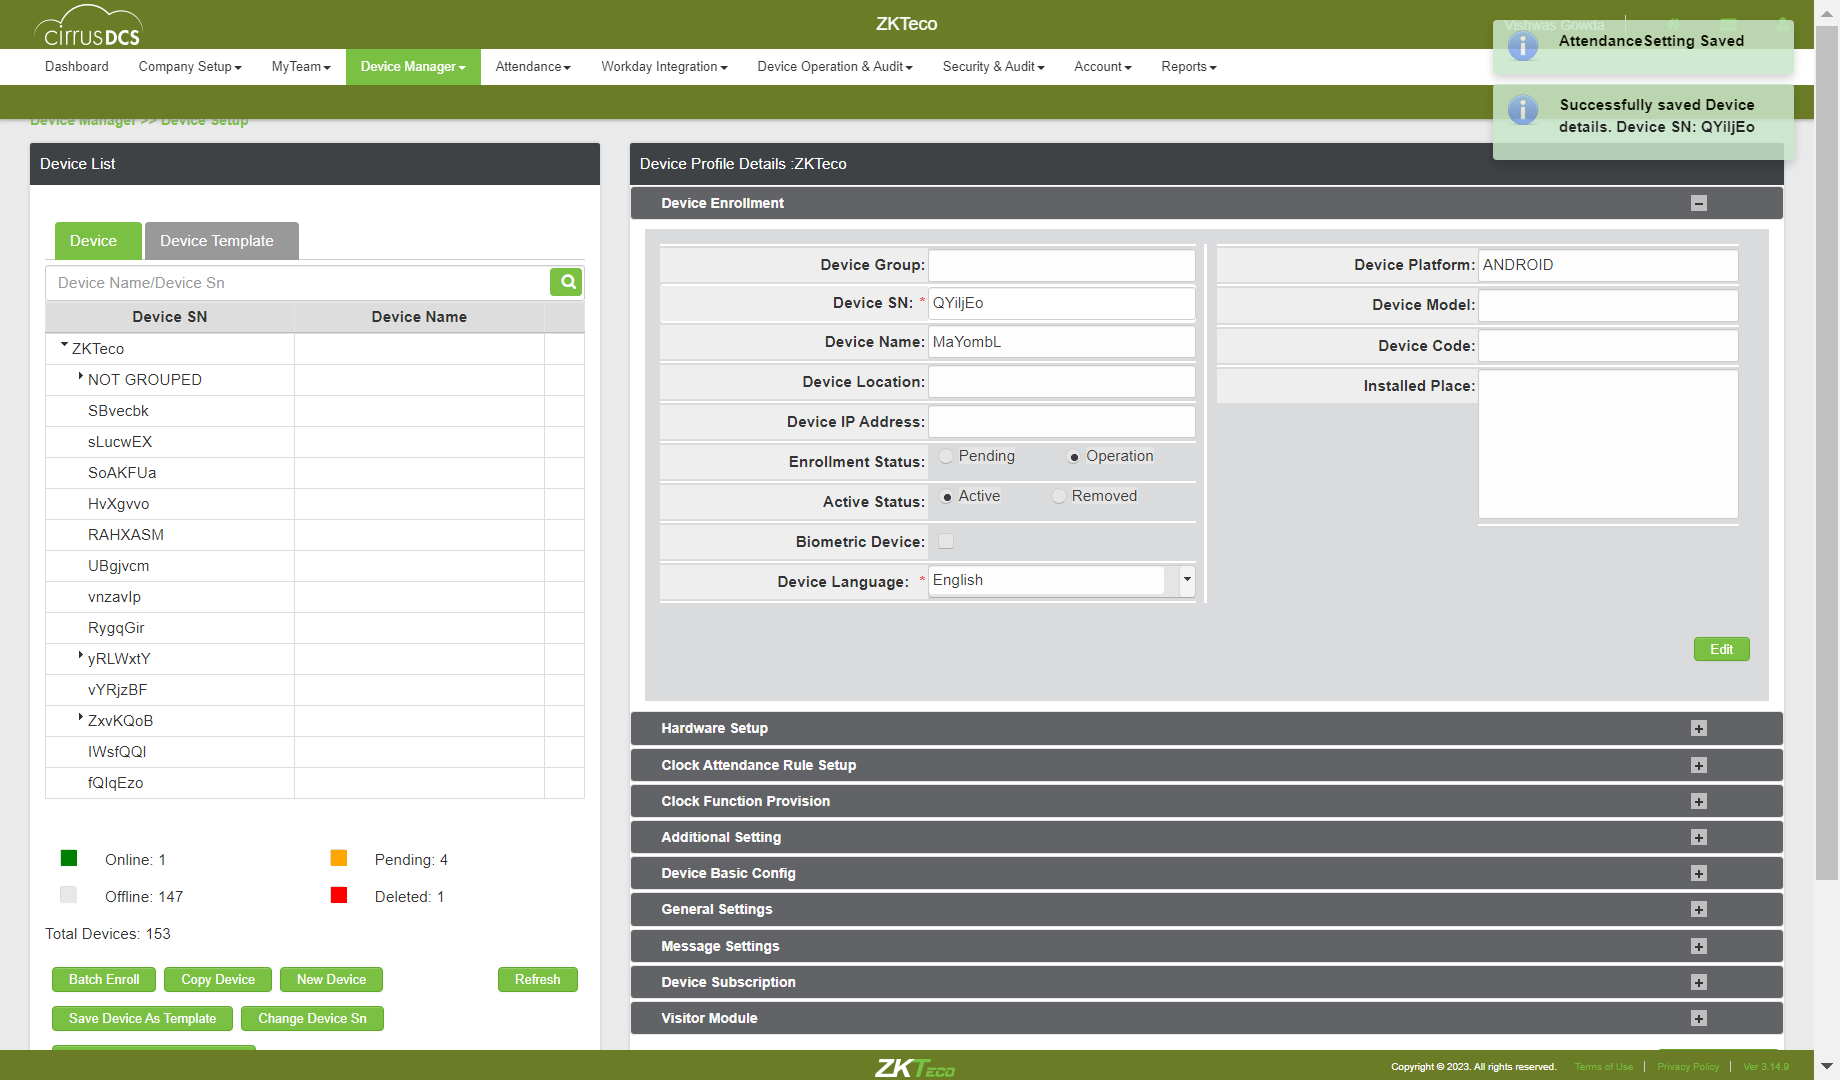 cirrusDCS
ZKTeco
Vishwas Gowda
Dashboard Company Setup MyTeam Device Manager Attendance Workday Integration Device Operation & Audit Security & Audit Account Reports
AttendanceSetting Saved
Successfully saved Device
details. Device SN: QYiljEo
Device Manager >> Device Setup
Device List
Device Device Template
Device Name/Device Sn
Device SN Device Name
ZKTeco
NOT GROUPED
SBvecbk
sLucwEX
SoAKFUa
HvXgvvo
RAHXASM
UBgjvcm
vnzavIp
RygqGir
yRLWxtY
vYRjzBF
ZxvKQoB
IWsfQQI
fQIqEzo
Online: 1 Pending: 4
Offline: 147 Deleted: 1
Total Devices: 153
Batch Enroll Copy Device New Device Refresh
Save Device As Template Change Device Sn
Device Profile Details :ZKTeco
Device Enrollment
Device Group:
Device SN: * QYiljEo
Device Name: MaYombL
Device Location:
Device IP Address:
Enrollment Status: Pending Operation
Active Status: Active Removed
Biometric Device:
Device Language: * English
Device Platform: ANDROID
Device Model:
Device Code:
Installed Place:
Edit
Hardware Setup
Clock Attendance Rule Setup
Clock Function Provision
Additional Setting
Device Basic Config
General Settings
Message Settings
Device Subscription
Visitor Module
ZKTeco
Copyright © 2023. All rights reserved. Terms of Use | Privacy Policy | Ver 3.14.9